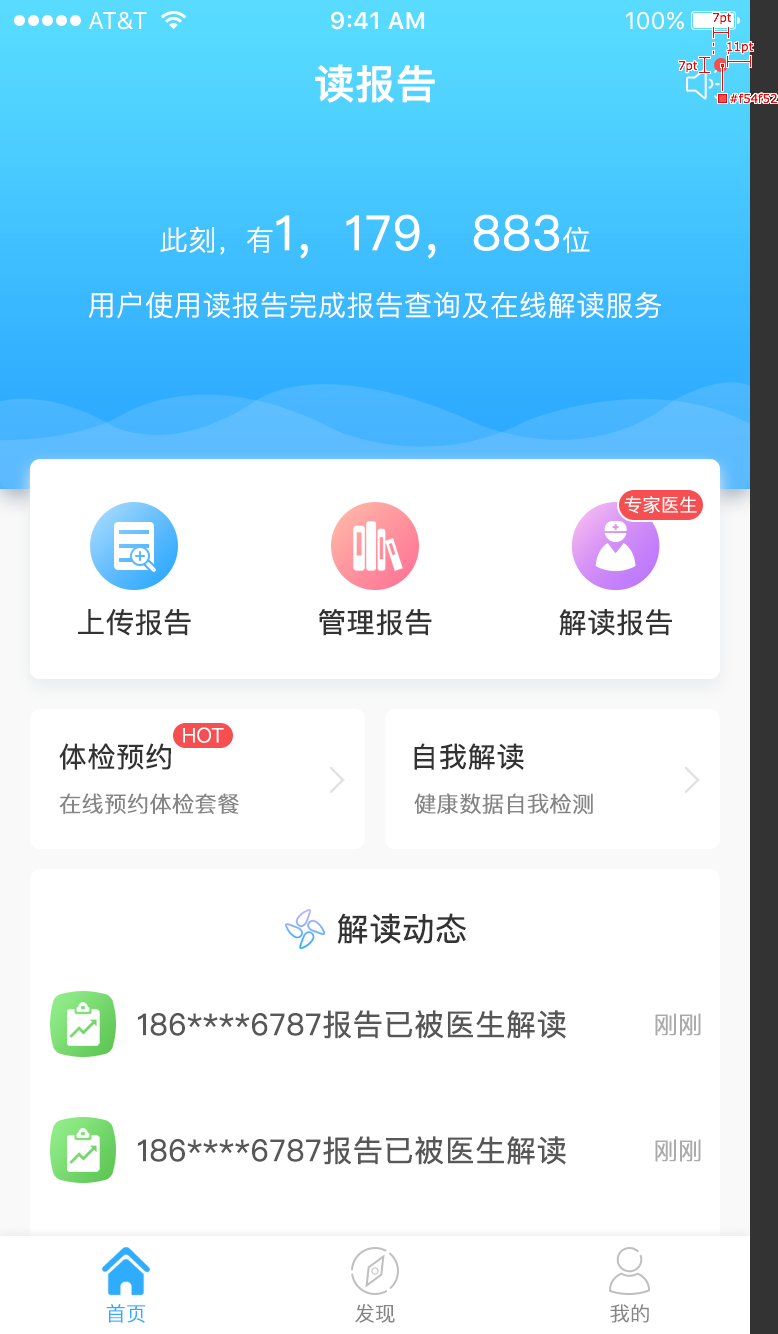 AT&T 9:41 AM 100%
7pt
11pt
7pt
#f54f52
读报告
此刻，有1，179，883位
用户使用读报告完成报告查询及在线解读服务
专家医生
上传报告 管理报告 解读报告
体检预约 HOT
在线预约体检套餐
自我解读
健康数据自我检测
解读动态
186****6787报告已被医生解读 刚刚
186****6787报告已被医生解读 刚刚
首页 发现 我的